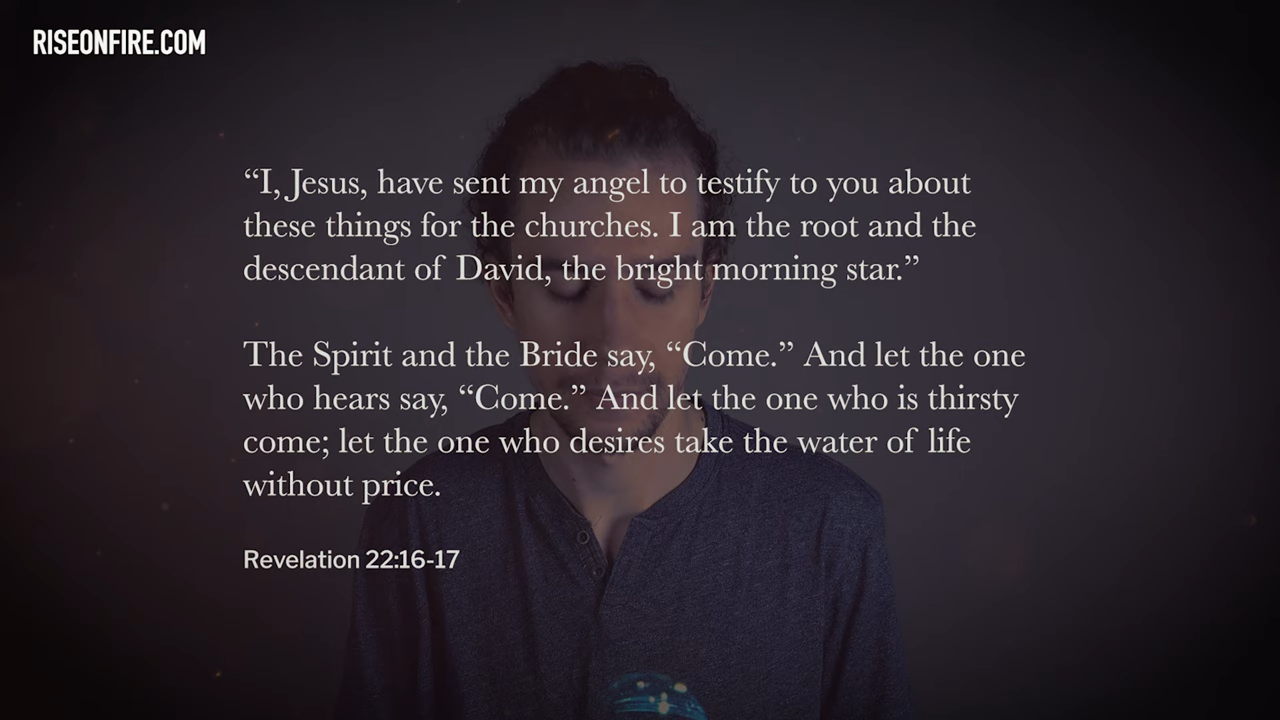 RISEONFIRE.COM
“I, Jesus, have sent my angel to testify to you about
these things for the churches. I am the root and the
descendant of David, the bright morning star.”
The Spirit and the Bride say, “Come.” And let the one
who hears say, “Come.” And let the one who is thirsty
come; let the one who desires take the water of life
without price.
Revelation 22:16-17